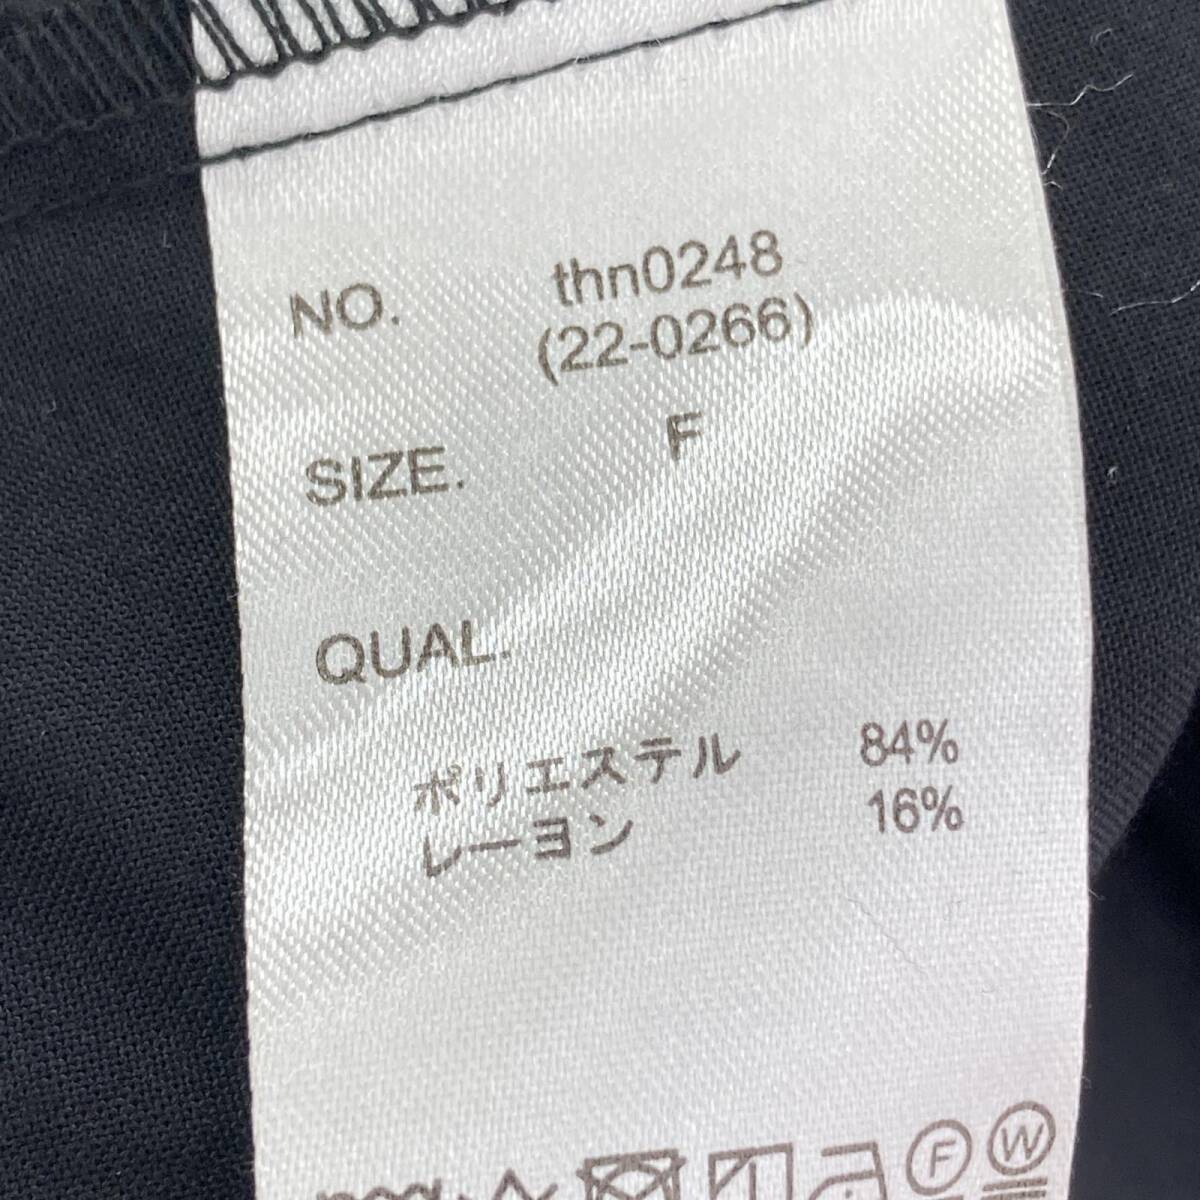 NO. thn0248
(22-0266)
SIZE. F
QUAL.
ポリエステル 84%
レーヨン 16%
F W